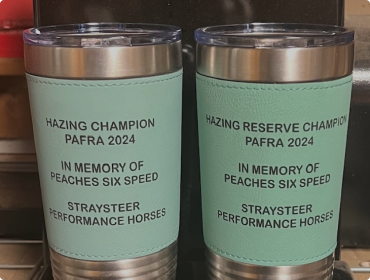 HAZING CHAMPION
PAFRA 2024
IN MEMORY OF
PEACHES SIX SPEED
STRAYSTEER
PERFORMANCE HORSES
HAZING RESERVE CHAMPION
PAFRA 2024
IN MEMORY OF
PEACHES SIX SPEED
STRAYSTEER
PERFORMANCE HORSES